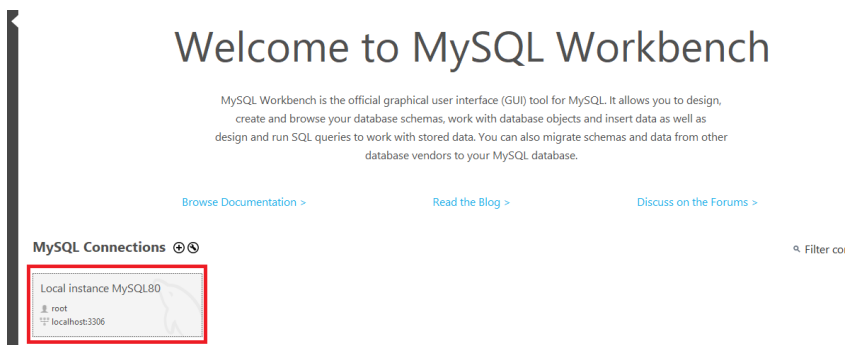 Welcome to MySQL Workbench
MySQL Workbench is the official graphical user interface (GUI) tool for MySQL. It allows you to design,
create and browse your database schemas, work with database objects and insert data as well as
design and run SQL queries to work with stored data. You can also migrate schemas and data from other
database vendors to your MySQL database.
Browse Documentation >
Read the Blog >
Discuss on the Forums >
MySQL Connections
Filter con
Local instance MySQL80
root
localhost:3306